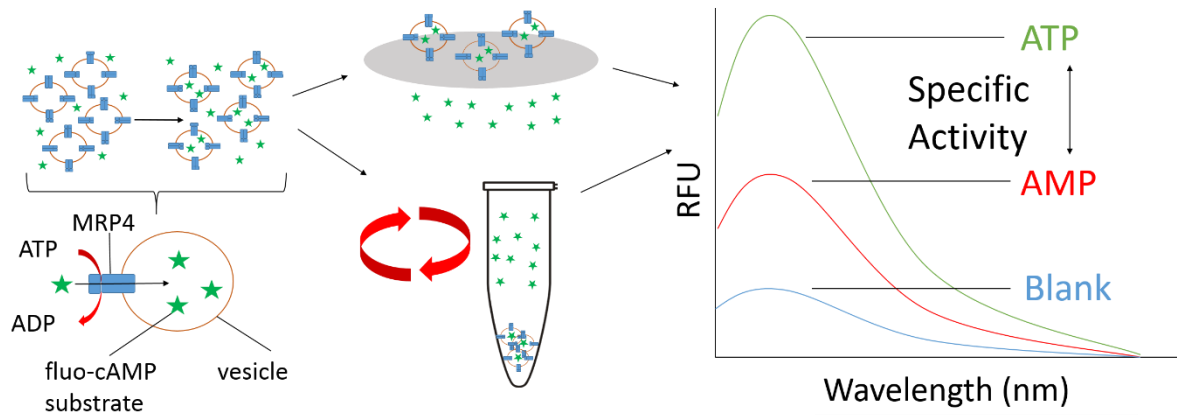 MRP4
ATP
ADP
fluo-cAMP
substrate
vesicle
RFU
ATP
Specific
Activity
AMP
Blank
Wavelength (nm)